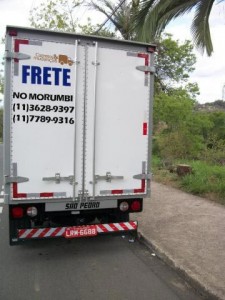 FRETE
NO MORUMBI
(11)3628-9397
(11)7789-9316
SÃO PEDRO